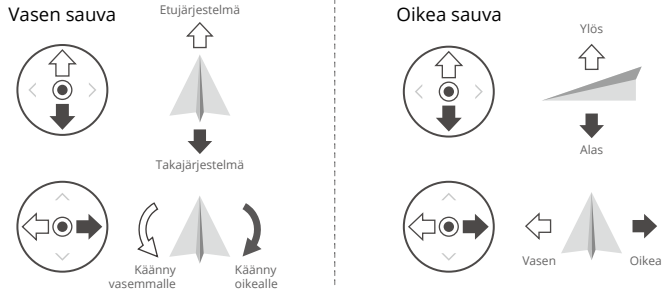 Vasen sauva
Etujärjestelmä
Takajärjestelmä
Käänny
vasemmalle
Käänny
oikealle
Oikea sauva
Ylös
Alas
Vasen
Oikea